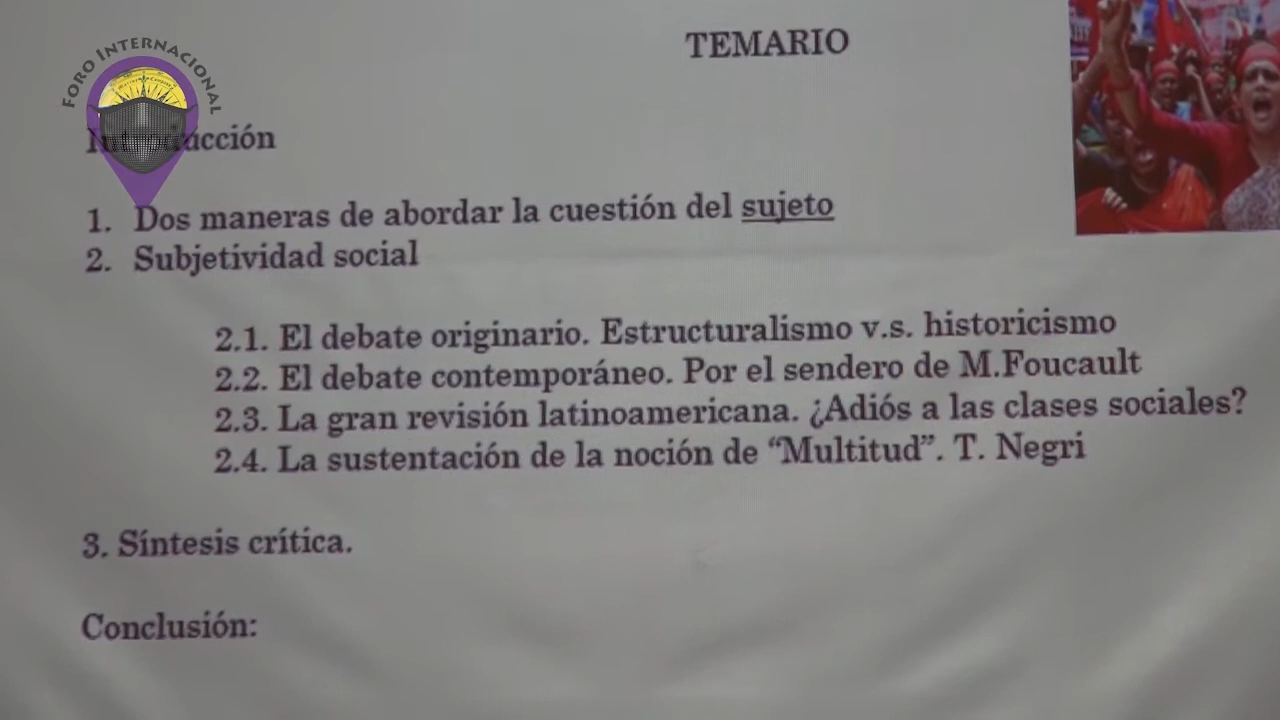 TEMARIO
FORO INTERNACIONAL
Introducción
1. Dos maneras de abordar la cuestión del sujeto
2. Subjetividad social
2.1. El debate originario. Estructuralismo v.s. historicismo
2.2. El debate contemporáneo. Por el sendero de M.Foucault
2.3. La gran revisión latinoamericana. ¿Adiós a las clases sociales?
2.4. La sustentación de la noción de “Multitud”. T. Negri
3. Síntesis crítica.
Conclusión: